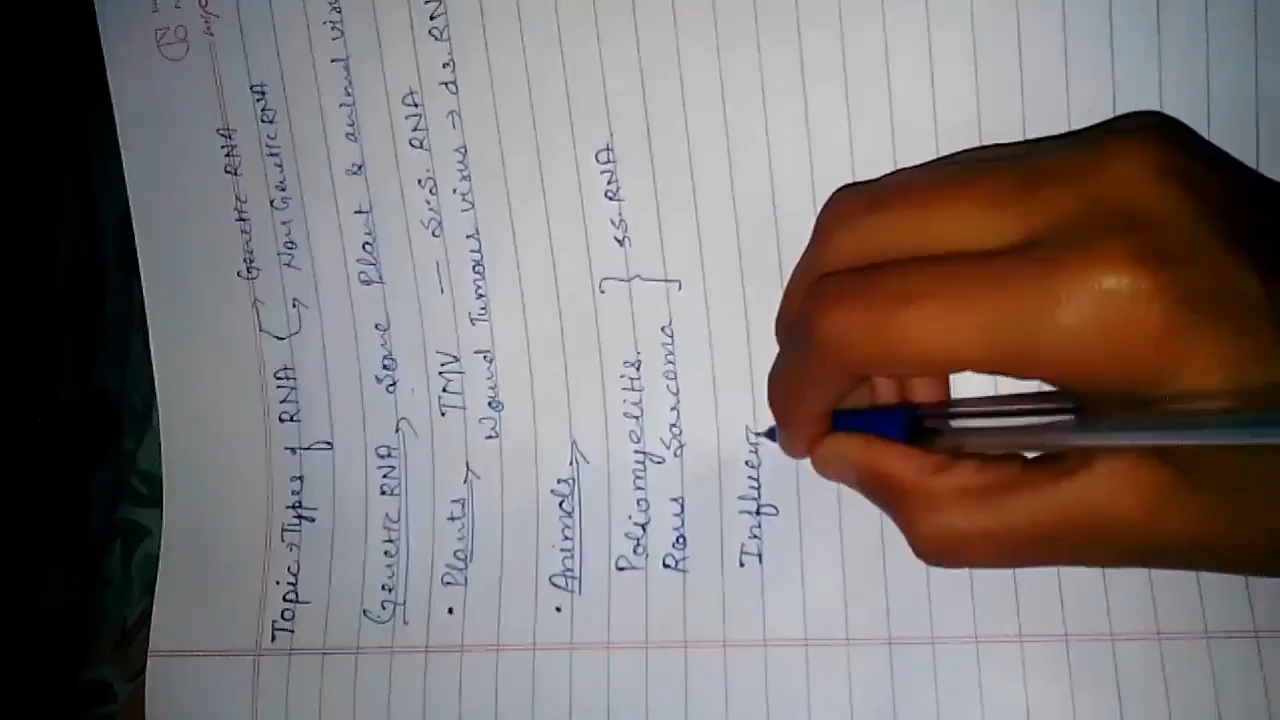 Topic → Types of RNA → Genetic RNA
→ Non Genetic RNA
Genetic RNA → Some Plant & animal
• Plants → TMV — S.S. RNA
Wound Tumour virus → d.s. RN
• Animals →
Poliomyelitis } SS RNA
Rous Sarcoma
Influen